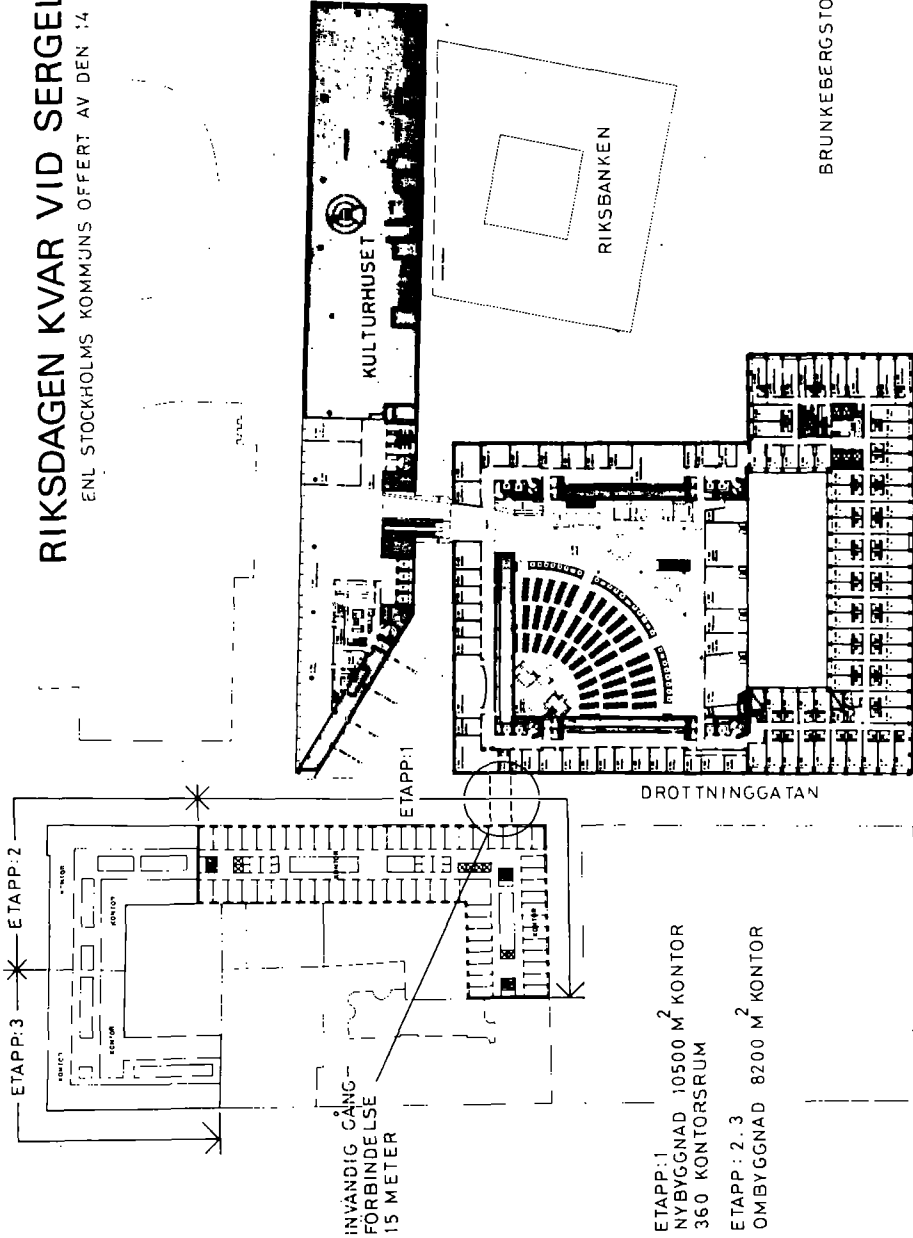 RIKSDAGEN KVAR VID SERGEL
ENL STOCKHOLMS KOMMUNS OFFERT AV DEN 14
KULTURHUSET
RIKSBANKEN
BRUNKEBERGSTO
DROTTNINGGATAN
ETAPP:1
ETAPP:2
ETAPP:3
KONTOR
KONTOR
KONTOR
KONTOR
KONTOR
KONTOR
INVÄNDIG GÅNG-
FÖRBINDELSE
15 METER
ETAPP:1
NYBYGGNAD 10500 M² KONTOR
360 KONTORSRUM
ETAPP: 2. 3
OMBYGGNAD 8200 M² KONTOR